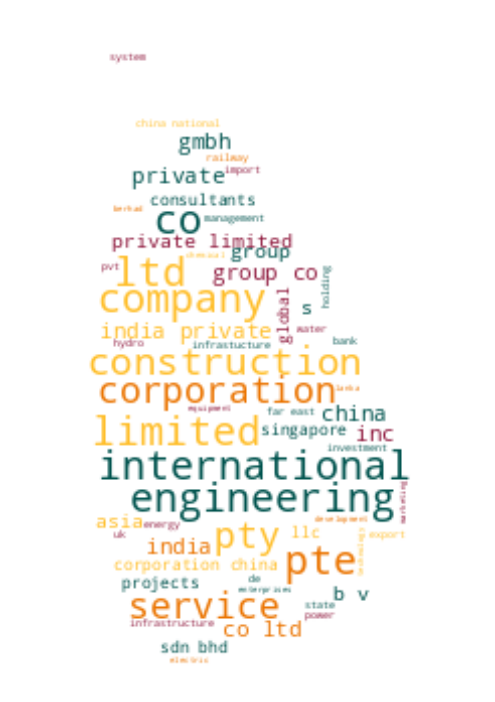 system
china national
gmbh
railway
import
private
consultants
berhad
co
management
private limited
group
chemical
pvt
ltd
group co
holding
company
global
s
india private
water
hydro
infrastucture
bank
construction
corporation
lanka
equipment
far east
china
limited
singapore
inc
investment
international
engineering
marketing
asia
energy
development
uk
pty
llc
export
technology
india
pte
corporation china
projects
de
enterprises
b v
service
state
power
infrastructure
co ltd
sdn bhd
electric